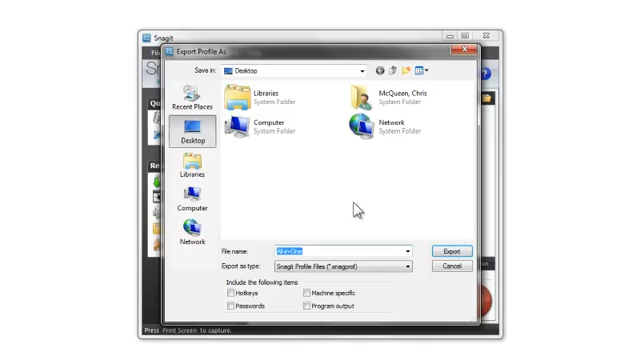 Snagit
Export Profile As
Save in:
Desktop
Recent Places
Desktop
Libraries
Computer
Network
Libraries
System Folder
McQueen, Chris
System Folder
Computer
System Folder
Network
System Folder
File name:
All-in-One
Export
Export as type:
Snagit Profile Files (*.snagprof)
Cancel
Include the following items
Hotkeys
Machine specific
Passwords
Program output
Press Print Screen to capture.